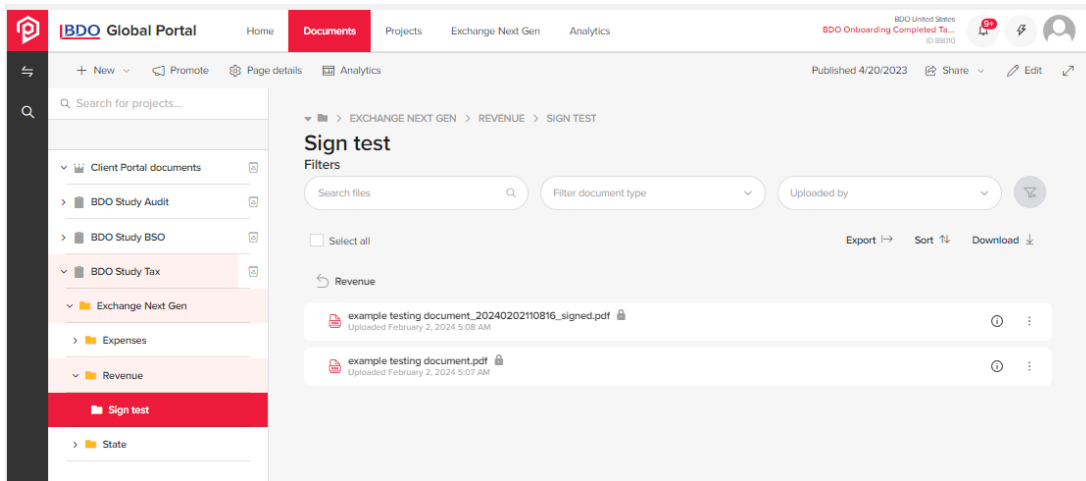 BDO Global Portal
Home
Documents
Projects
Exchange Next Gen
Analytics
BDO United States
BDO Onboarding Completed Ta...
ID 88010
9+
New
Promote
Page details
Analytics
Published 4/20/2023
Share
Edit
Search for projects...
Client Portal documents
BDO Study Audit
BDO Study BSO
BDO Study Tax
Exchange Next Gen
Expenses
Revenue
Sign test
State
> EXCHANGE NEXT GEN > REVENUE > SIGN TEST
Sign test
Filters
Search files
Filter document type
Uploaded by
Select all
Export
Sort
Download
Revenue
example testing document_20240202110816_signed.pdf
Uploaded February 2, 2024 5:08 AM
example testing document.pdf
Uploaded February 2, 2024 5:07 AM